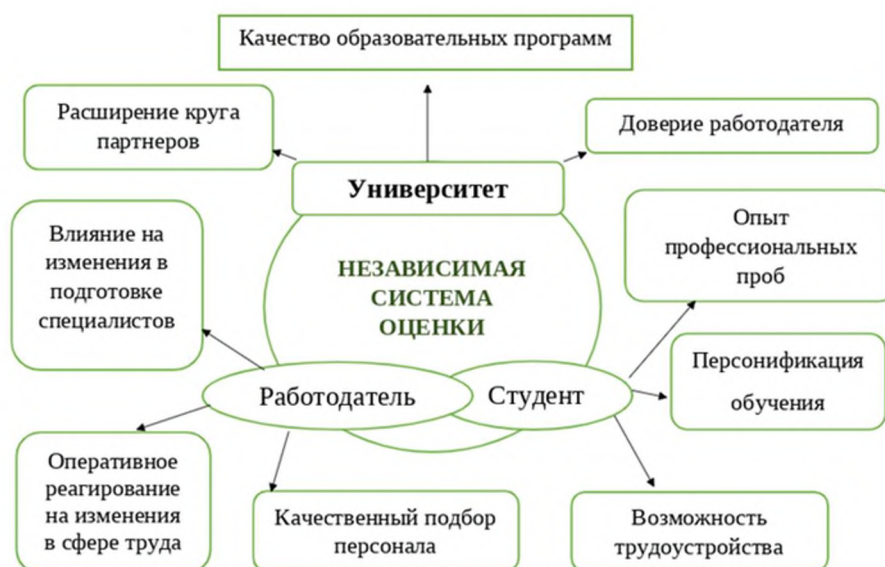 Качество образовательных программ
Расширение круга
партнеров
Доверие работодателя
Университет
Влияние на
изменения в
подготовке
специалистов
НЕЗАВИСИМАЯ
СИСТЕМА
ОЦЕНКИ
Опыт
профессиональных
проб
Персонификация
обучения
Работодатель
Студент
Оперативное
реагирование
на изменения
в сфере труда
Качественный подбор
персонала
Возможность
трудоустройства